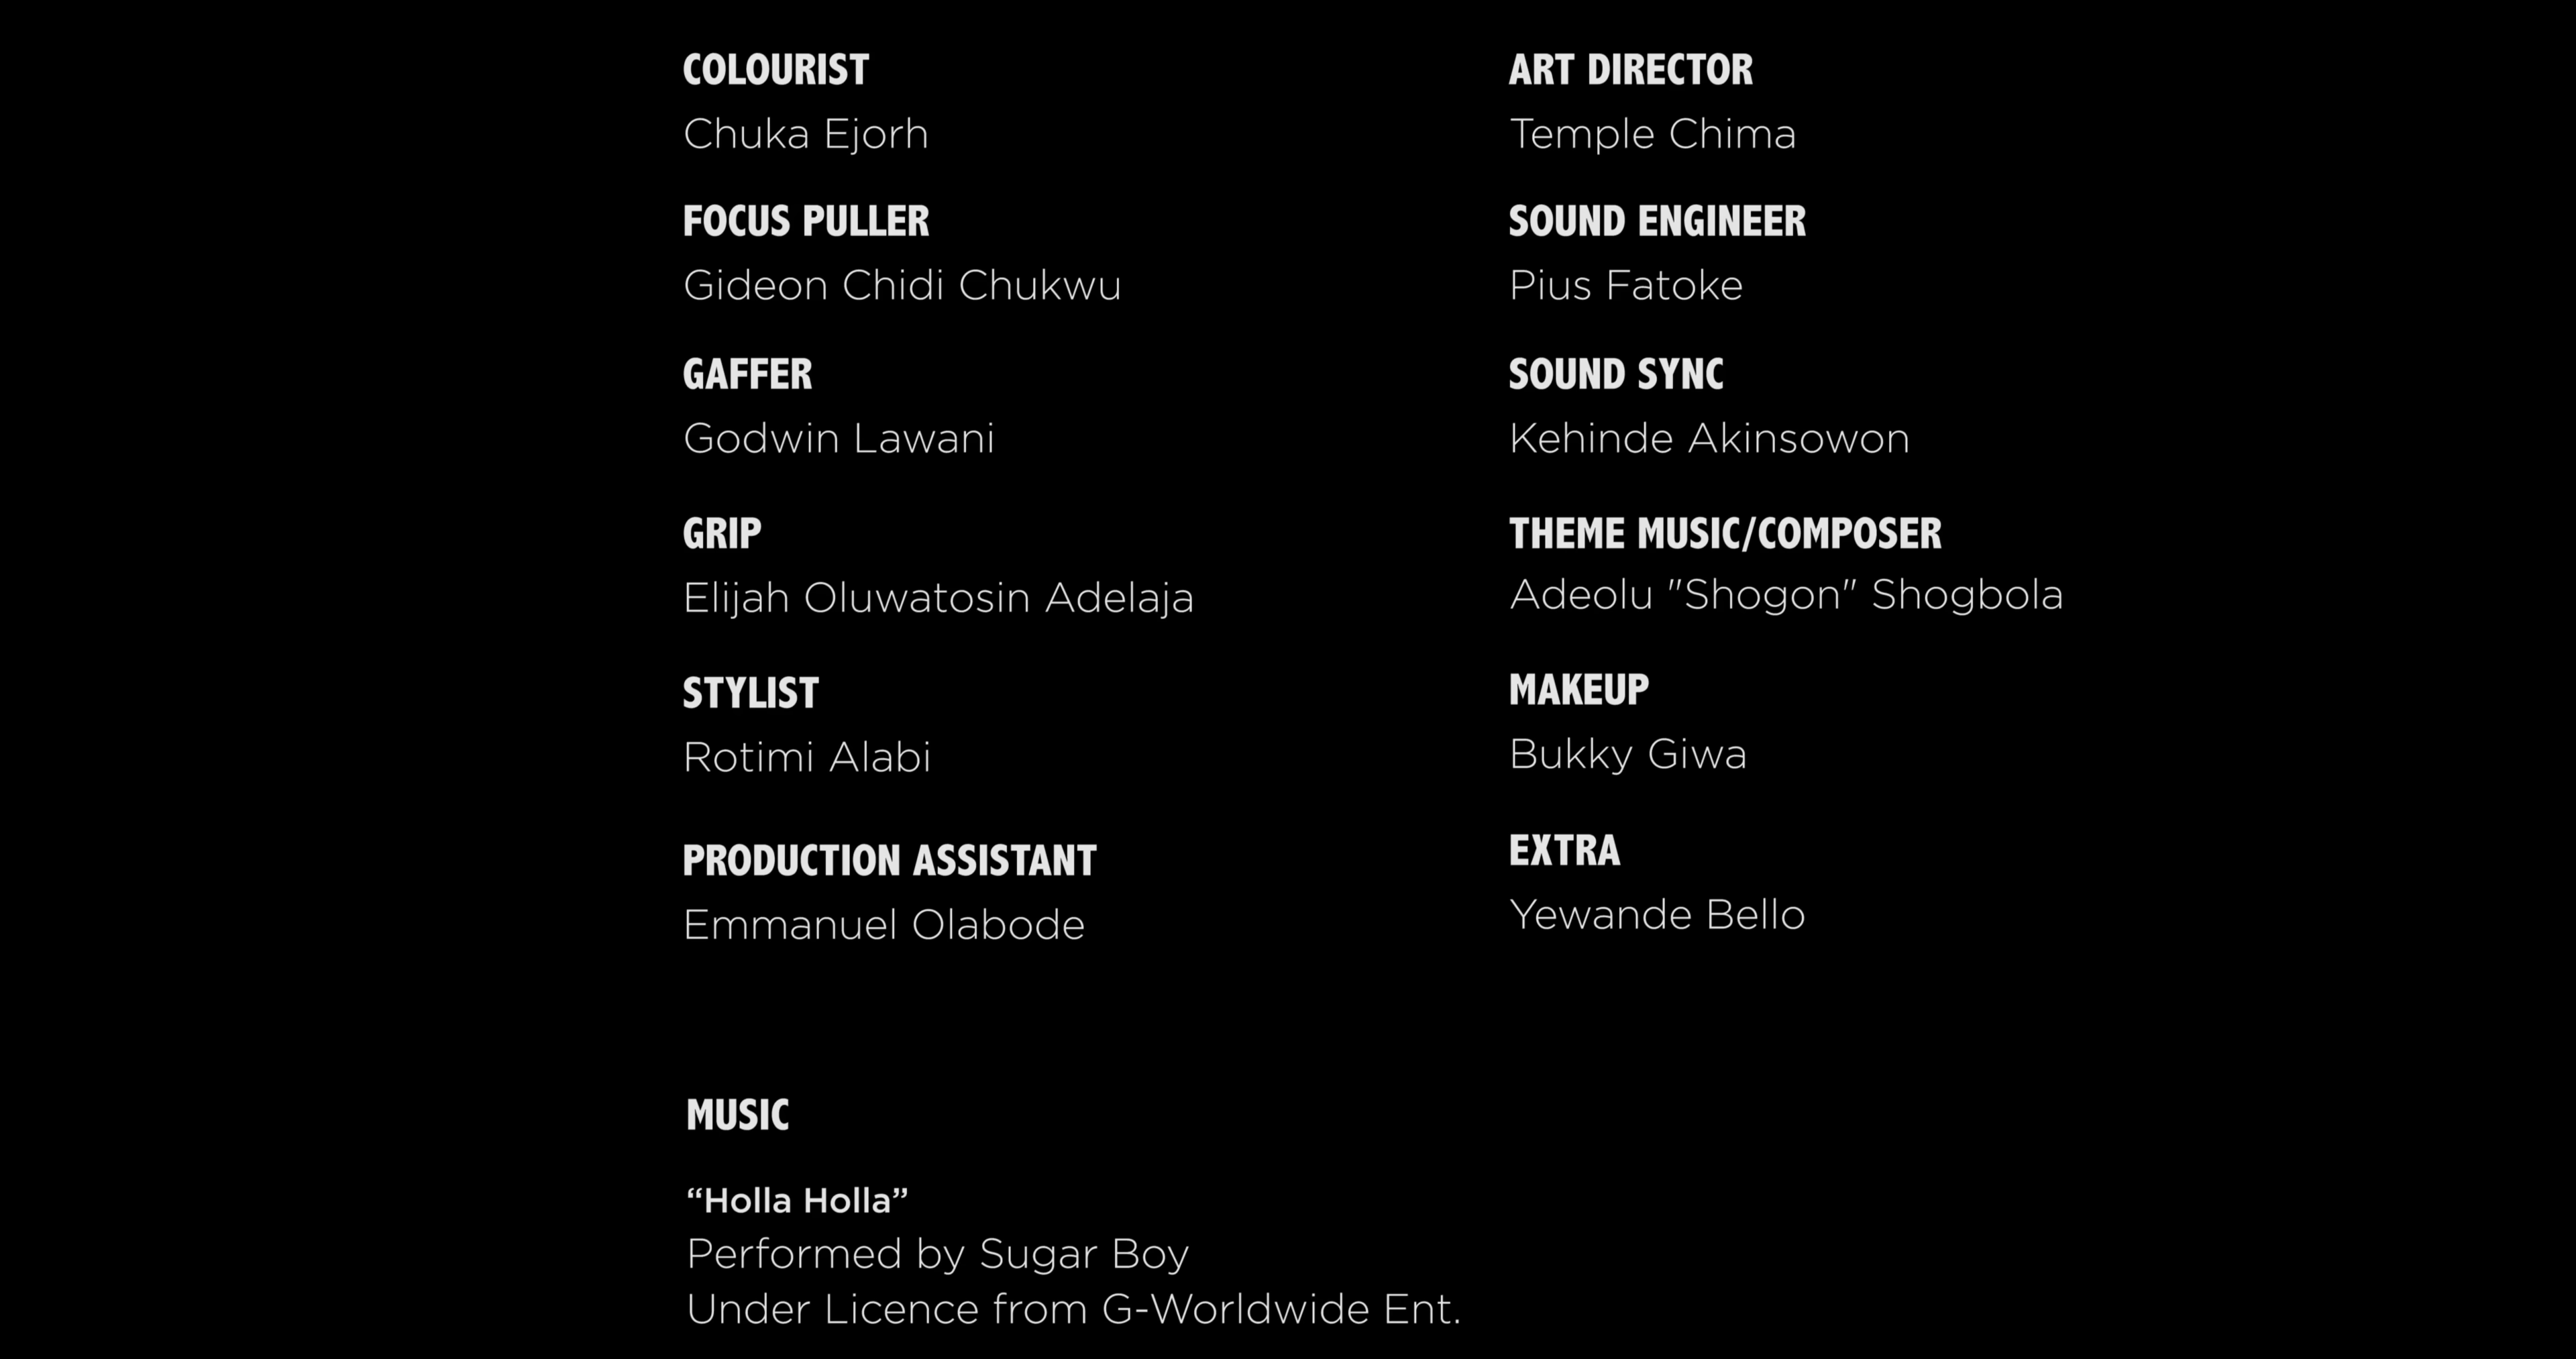 COLOURIST
Chuka Ejorh
FOCUS PULLER
Gideon Chidi Chukwu
GAFFER
Godwin Lawani
GRIP
Elijah Oluwatosin Adelaja
STYLIST
Rotimi Alabi
PRODUCTION ASSISTANT
Emmanuel Olabode
ART DIRECTOR
Temple Chima
SOUND ENGINEER
Pius Fatoke
SOUND SYNC
Kehinde Akinsowon
THEME MUSIC/COMPOSER
Adeolu "Shogon" Shogbola
MAKEUP
Bukky Giwa
EXTRA
Yewande Bello
MUSIC
“Holla Holla”
Performed by Sugar Boy
Under Licence from G-Worldwide Ent.